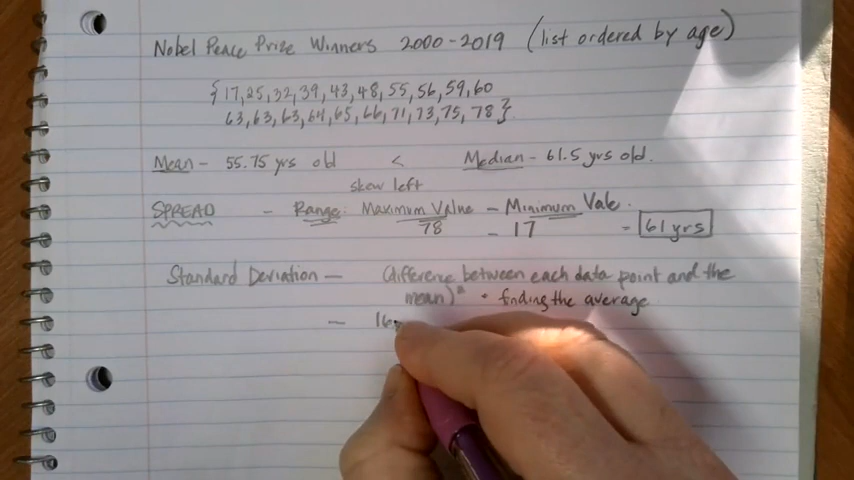 Nobel Peace Prize Winners 2000-2019 (list ordered by age)
{17, 25, 32, 39, 43, 48, 55, 56, 59, 60
63, 63, 63, 64, 65, 66, 71, 73, 75, 78}
Mean - 55.75 yrs old < Median - 61.5 yrs old.
skew left
SPREAD - Range: Maximum Value - Minimum Vale.
78 - 17 = 61 yrs
Standard Deviation - (difference between each data point and the
mean)² • finding the average
- 16